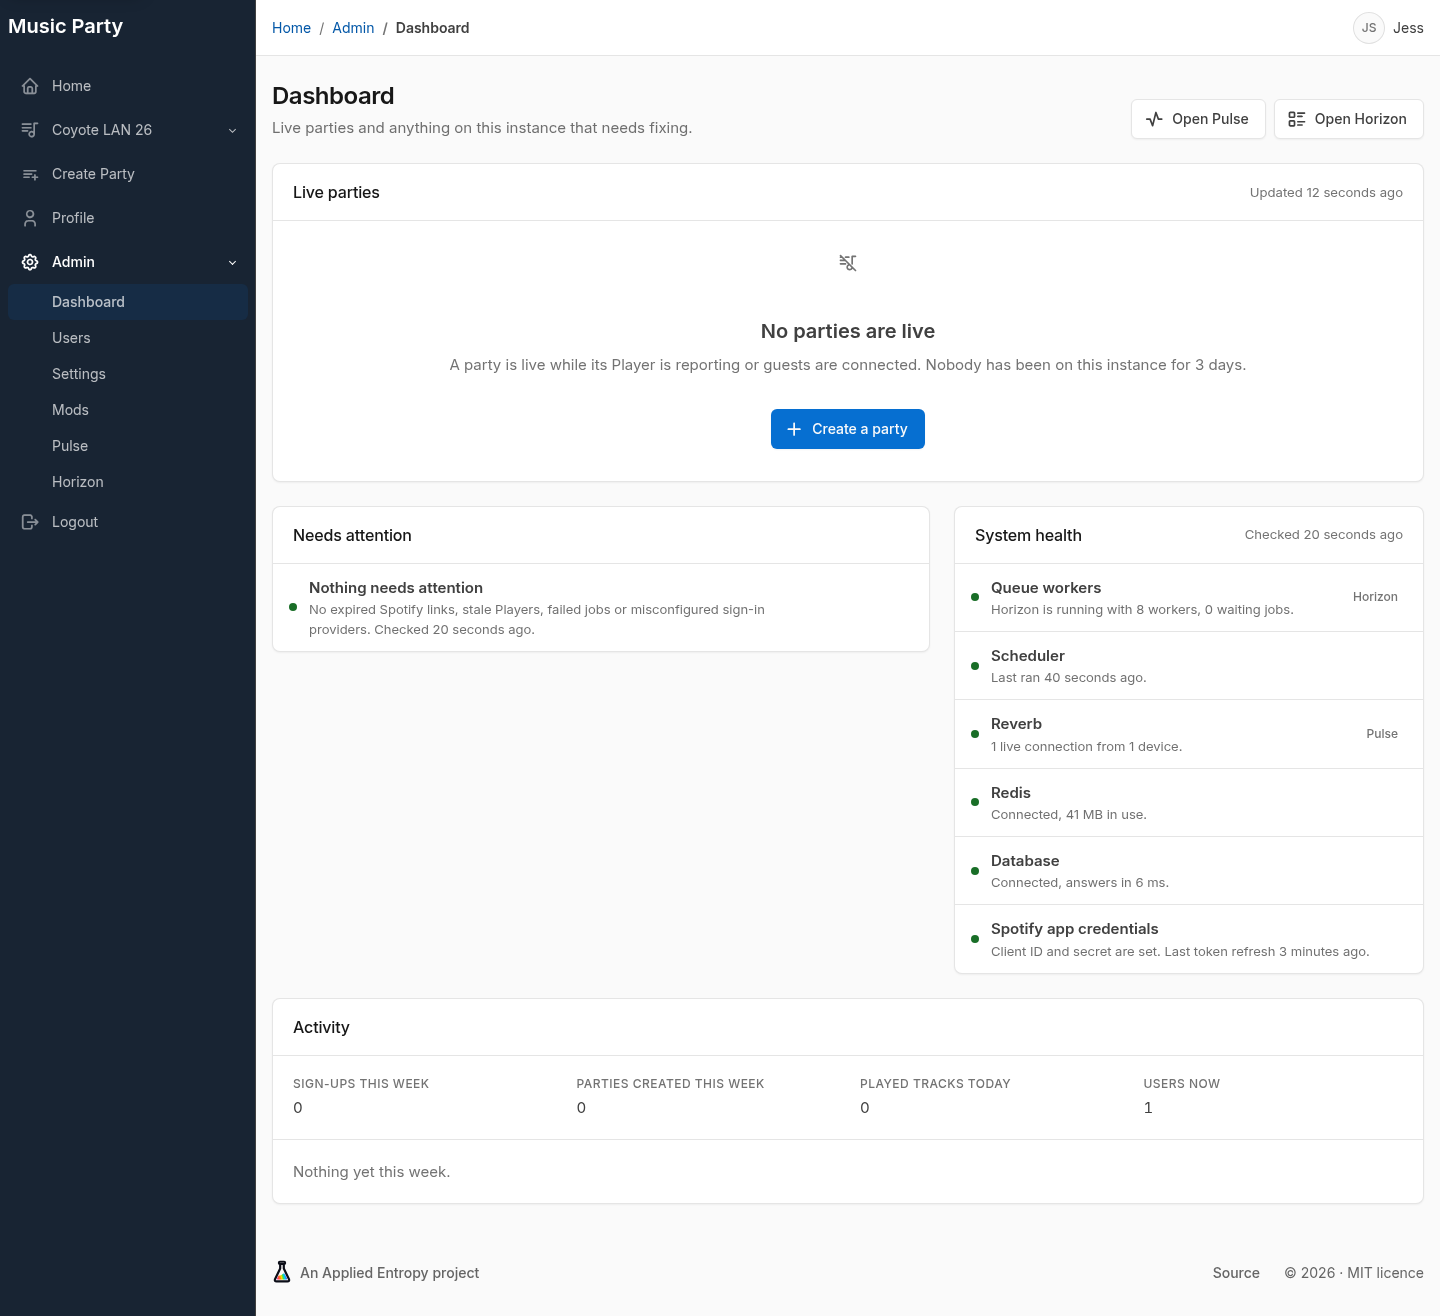 Music Party
Home
Coyote LAN 26
Create Party
Profile
Admin
Dashboard
Users
Settings
Mods
Pulse
Horizon
Logout
Home / Admin / Dashboard
JS Jess
Dashboard
Live parties and anything on this instance that needs fixing.
Open Pulse
Open Horizon
Live parties
Updated 12 seconds ago
No parties are live
A party is live while its Player is reporting or guests are connected. Nobody has been on this instance for 3 days.
Create a party
Needs attention
Nothing needs attention
No expired Spotify links, stale Players, failed jobs or misconfigured sign-in
providers. Checked 20 seconds ago.
System health
Checked 20 seconds ago
Queue workers
Horizon is running with 8 workers, 0 waiting jobs.
Horizon
Scheduler
Last ran 40 seconds ago.
Reverb
1 live connection from 1 device.
Pulse
Redis
Connected, 41 MB in use.
Database
Connected, answers in 6 ms.
Spotify app credentials
Client ID and secret are set. Last token refresh 3 minutes ago.
Activity
SIGN-UPS THIS WEEK
0
PARTIES CREATED THIS WEEK
0
PLAYED TRACKS TODAY
0
USERS NOW
1
Nothing yet this week.
An Applied Entropy project
Source
© 2026 · MIT licence